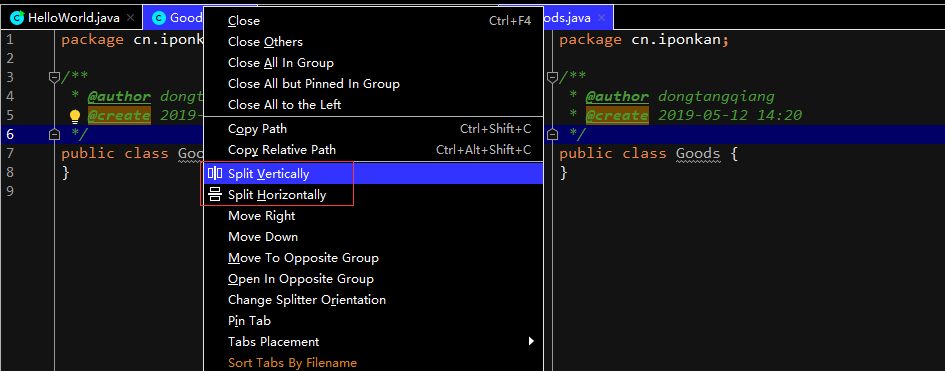 HelloWorld.java
Goods
ods.java
1 package cn.iponkan;
2
3 /**
4 * @author dongt
5 * @create 2019-
6 */
7 public class Goo
8 }
9
Close Ctrl+F4
Close Others
Close All In Group
Close All but Pinned In Group
Close All to the Left
Copy Path Ctrl+Shift+C
Copy Relative Path Ctrl+Alt+Shift+C
Split Vertically
Split Horizontally
Move Right
Move Down
Move To Opposite Group
Open In Opposite Group
Change Splitter Orientation
Pin Tab
Tabs Placement
Sort Tabs By Filename
package cn.iponkan;
/**
* @author dongtangqiang
* @create 2019-05-12 14:20
*/
public class Goods {
}